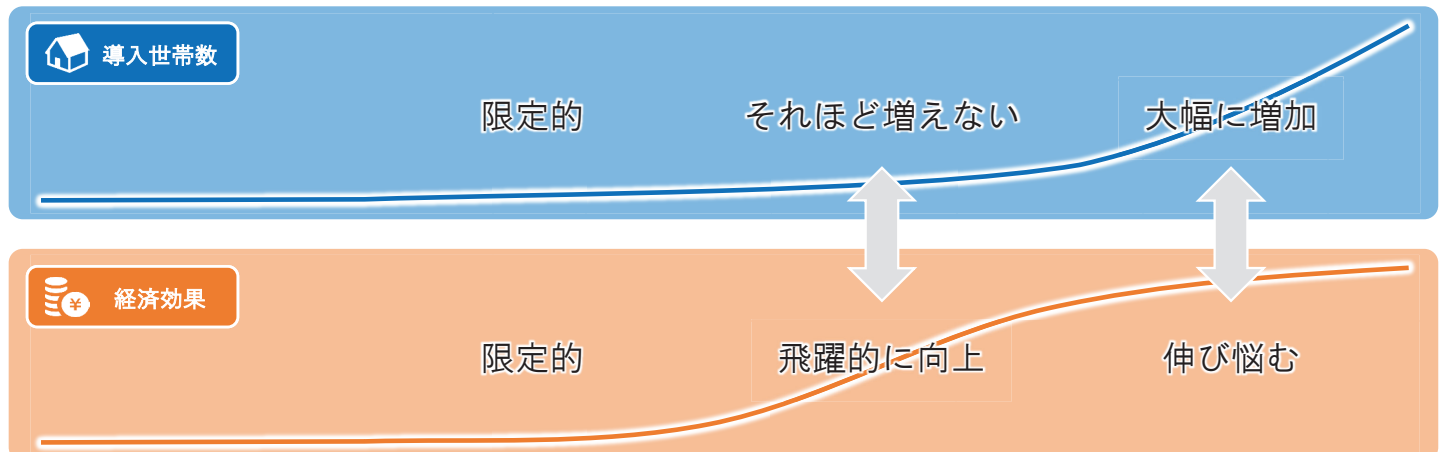 導入世帯数
限定的 それほど増えない 大幅に増加
¥ 経済効果
限定的 飛躍的に向上 伸び悩む